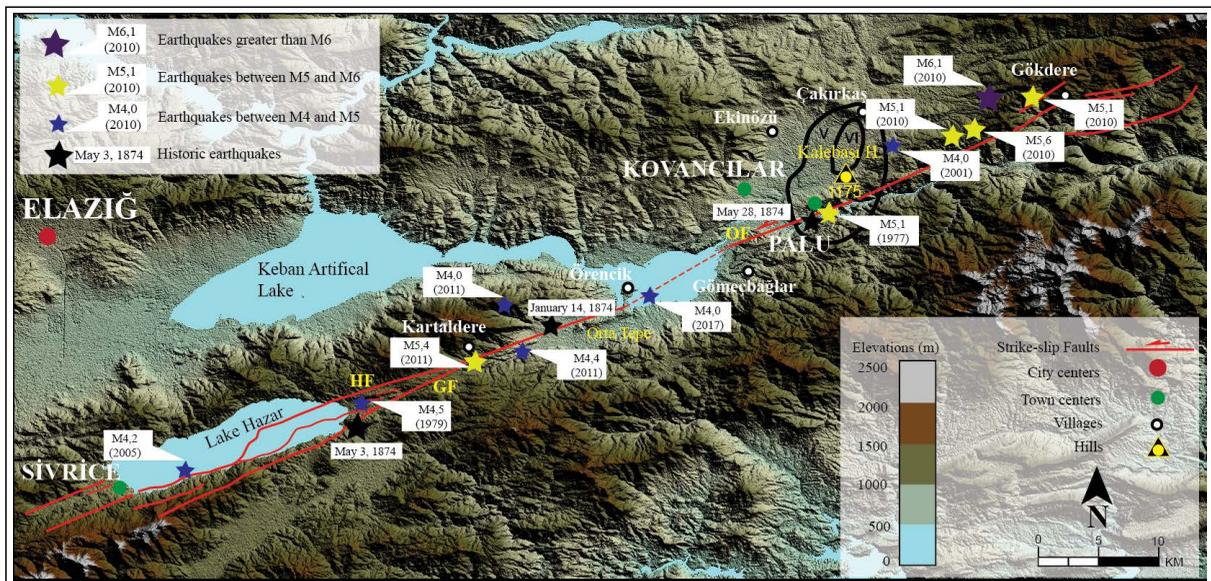 M6,1
(2010)
Earthquakes greater than M6
M5,1
(2010)
Earthquakes between M5 and M6
M4,0
(2010)
Earthquakes between M4 and M5
May 3, 1874
Historic earthquakes
ELAZIĞ
Keban Artifical
Lake
M6,1
(2010)
Gökdere
Çakırkaş
M5,1
(2010)
M5,1
(2010)
Ekinözü
V
VI
Kalebaşı H.
M5,6
(2010)
M4,0
(2001)
KOVANCILAR
N75
May 28, 1874
PALU
M5,1
(1977)
OF
Örencik
Gömeçbağlar
M4,0
(2011)
January 14, 1874
M4,0
(2017)
Kartaldere
Orta Tepe
M5,4
(2011)
M4,4
(2011)
HF
GF
M4,5
(1979)
Lake Hazar
May 3, 1874
M4,2
(2005)
SİVRİCE
Elevations (m)
2500
2000
1500
1000
500
0
Strike-slip Faults
City centers
Town centers
Villages
Hills
N
0
5
10
KM